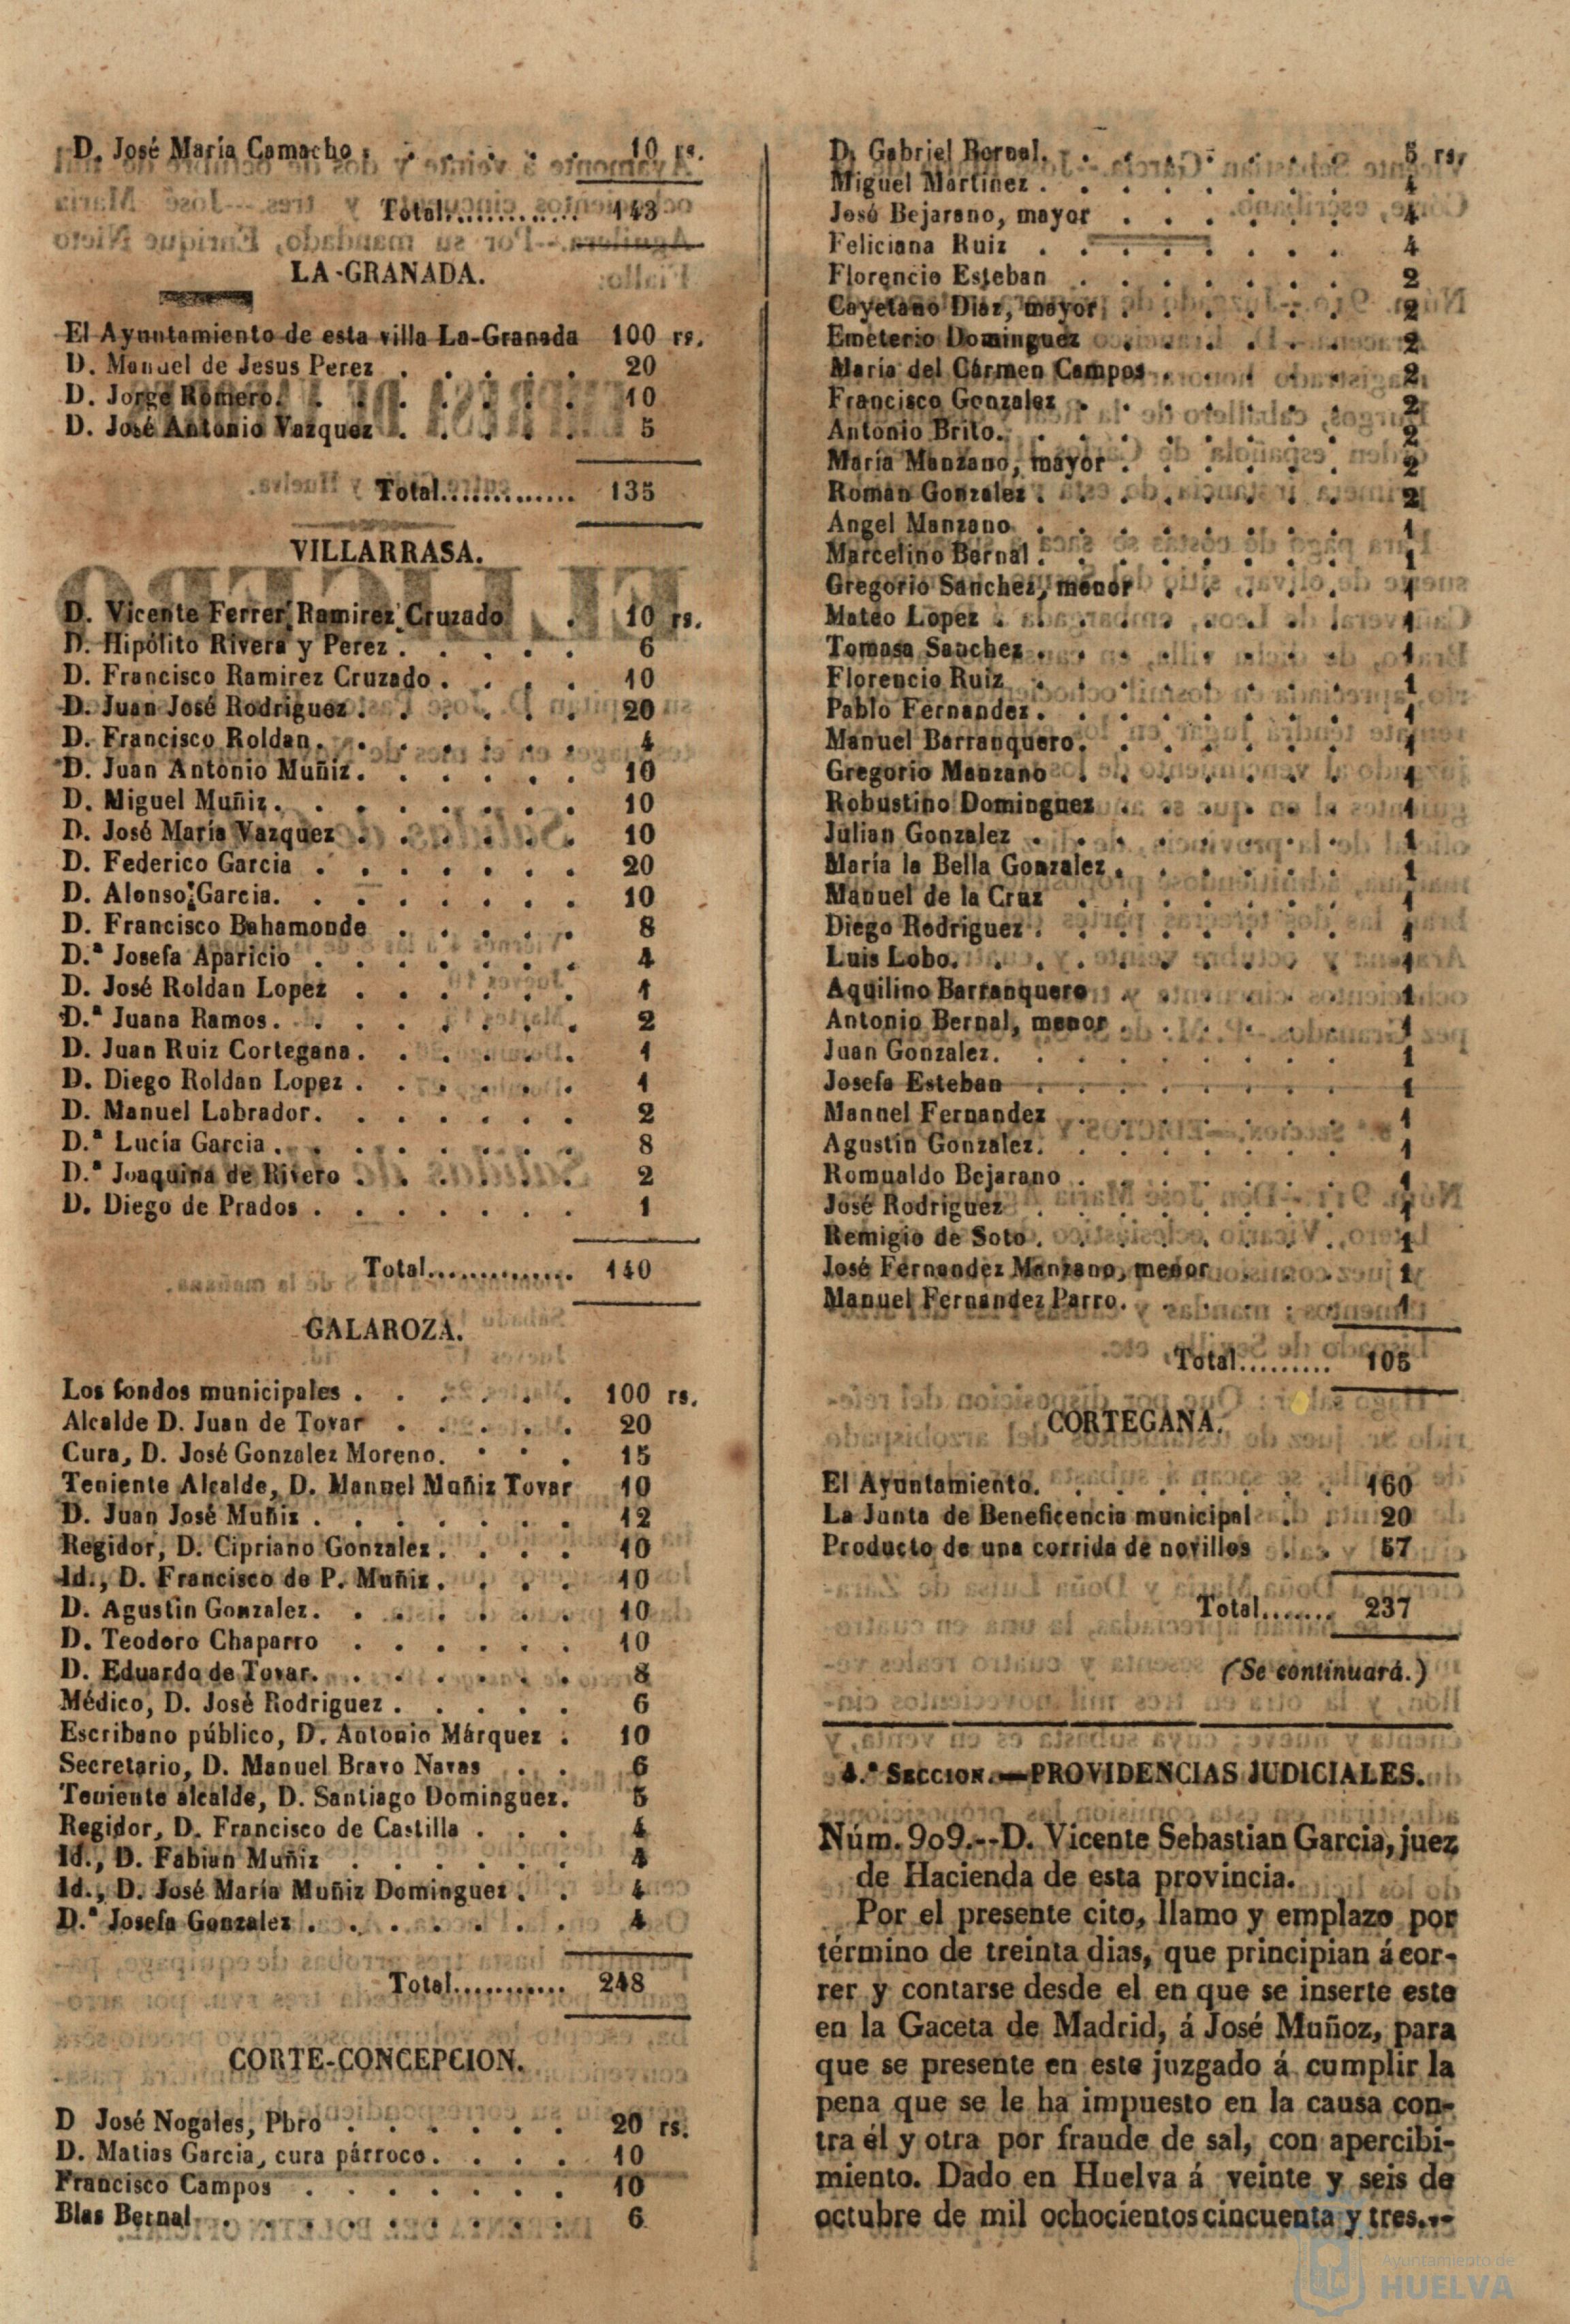 D. José María Camacho . . . . . . 10 rs.
Total............. 143
LA-GRANADA.
El Ayuntamiento de esta villa La-Granada 100 rs.
D. Manuel de Jesus Perez . . . . . 20
D. Jorge Romero. . . . . . . . 10
D. José Antonio Vazquez . . . . . 5
Total............. 135
VILLARRASA.
D. Vicente Ferrer Ramirez Cruzado . 10 rs.
D. Hipólito Rivera y Perez . . . . . 6
D. Francisco Ramirez Cruzado . . . . 10
D. Juan José Rodriguez . . . . . . 20
D. Francisco Roldan. . . . . . . 4
D. Juan Antonio Muñiz. . . . . . 10
D. Miguel Muñiz. . . . . . . . 10
D. José María Vazquez . . . . . . 10
D. Federico Garcia . . . . . . . 20
D. Alonso Garcia. . . . . . . . 10
D. Francisco Bahamonde . . . . . 8
D.ª Josefa Aparicio . . . . . . . 4
D. José Roldan Lopez . . . . . . 1
D.ª Juana Ramos. . . . . . . . 2
D. Juan Ruiz Cortegana. . . . . . 1
D. Diego Roldan Lopez . . . . . . 1
D. Manuel Labrador. . . . . . . 2
D.ª Lucía Garcia . . . . . . . . 8
D.ª Joaquina de Rivero . . . . . . 2
D. Diego de Prados . . . . . . . 1
Total.............. 140
GALAROZA.
Los fondos municipales . . . . . . 100 rs.
Alcalde D. Juan de Tovar . . . . . 20
Cura, D. José Gonzalez Moreno. . . . 15
Teniente Alcalde, D. Manuel Muñiz Tovar 10
D. Juan José Muñiz . . . . . . . 12
Regidor, D. Cipriano Gonzalez. . . . 10
Id., D. Francisco de P. Muñiz. . . . 10
D. Agustin Gonzalez. . . . . . . 10
D. Teodoro Chaparro . . . . . . 10
D. Eduardo de Tovar. . . . . . . 8
Médico, D. José Rodriguez . . . . . 6
Escribano público, D. Antonio Márquez . 10
Secretario, D. Manuel Bravo Navas . . 6
Teniente alcalde, D. Santiago Dominguez. 5
Regidor, D. Francisco de Castilla . . . 4
Id., D. Fabian Muñiz . . . . . . 4
Id., D. José María Muñiz Dominguez . . 4
D.ª Josefa Gonzalez . . . . . . . 4
Total........... 248
CORTE-CONCEPCION.
D José Nogales, Pbro . . . . . . 20 rs.
D. Matias Garcia, cura párroco. . . . 10
Francisco Campos . . . . . . . 10
Blas Bernal . . . . . . . . . 6
D. Gabriel Bernal. . . . . . . . 5 rs.
Miguel Martinez . . . . . . . . 4
José Bejarano, mayor . . . . . . 4
Feliciana Ruiz . . . . . . . . 4
Florencio Esteban . . . . . . . 2
Cayetano Diaz, mayor . . . . . . 2
Emeterio Dominguez . . . . . . 2
María del Cármen Campos . . . . . 2
Francisco Gonzalez . . . . . . . 2
Antonio Brito. . . . . . . . . 2
María Manzano, mayor . . . . . . 2
Roman Gonzalez . . . . . . . . 2
Angel Manzano . . . . . . . . 1
Marcelino Bernal . . . . . . . . 1
Gregorio Sanchez, menor . . . . . 1
Mateo Lopez . . . . . . . . . 1
Tomasa Sanchez . . . . . . . . 1
Florencio Ruiz . . . . . . . . 1
Pablo Fernandez. . . . . . . . 1
Manuel Barranquero. . . . . . . 1
Gregorio Manzano . . . . . . . 1
Robustino Dominguez . . . . . . 1
Julian Gonzalez . . . . . . . . 1
María la Bella Gonzalez . . . . . . 1
Manuel de la Cruz . . . . . . . 1
Diego Rodriguez . . . . . . . . 1
Luis Lobo. . . . . . . . . . 1
Aquilino Barranquero . . . . . . 1
Antonio Bernal, menor . . . . . . 1
Juan Gonzalez. . . . . . . . . 1
Josefa Esteban . . . . . . . . 1
Manuel Fernandez . . . . . . . 1
Agustin Gonzalez. . . . . . . . 1
Romualdo Bejarano . . . . . . . 1
José Rodriguez . . . . . . . . 1
Remigio de Soto . . . . . . . . 1
José Fernandez Manzano, menor . . . 1
Manuel Fernandez Parro. . . . . . 1
Total......... 105
CORTEGANA.
El Ayuntamiento. . . . . . . . 160
La Junta de Beneficencia municipal . . 20
Producto de una corrida de novillos . . 57
Total....... 237
(Se continuará.)
4.ª SECCION.—PROVIDENCIAS JUDICIALES.
Núm. 909.--D. Vicente Sebastian Garcia, juez
de Hacienda de esta provincia.
Por el presente cito, llamo y emplazo por
término de treinta dias, que principian á cor-
rer y contarse desde el en que se inserte este
en la Gaceta de Madrid, á José Muñoz, para
que se presente en este juzgado á cumplir la
pena que se le ha impuesto en la causa con-
tra él y otra por fraude de sal, con apercibi-
miento. Dado en Huelva á veinte y seis de
octubre de mil ochocientos cincuenta y tres.--
Ayuntamiento de
HUELVA